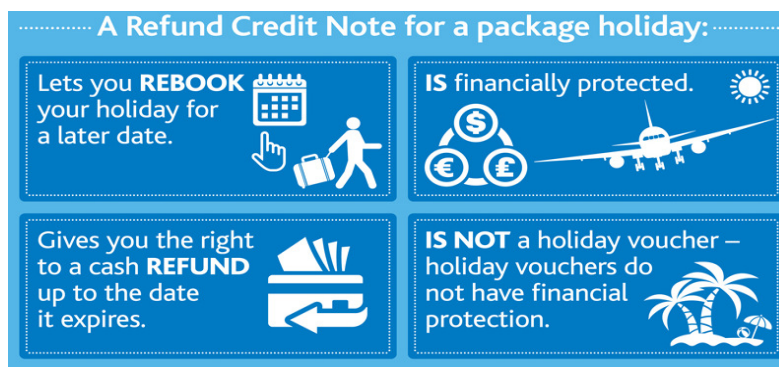 A Refund Credit Note for a package holiday:
Lets you REBOOK
your holiday for
a later date.
IS financially protected.
$
€ £
Gives you the right
to a cash REFUND
up to the date
it expires.
IS NOT a holiday voucher –
holiday vouchers do
not have financial
protection.